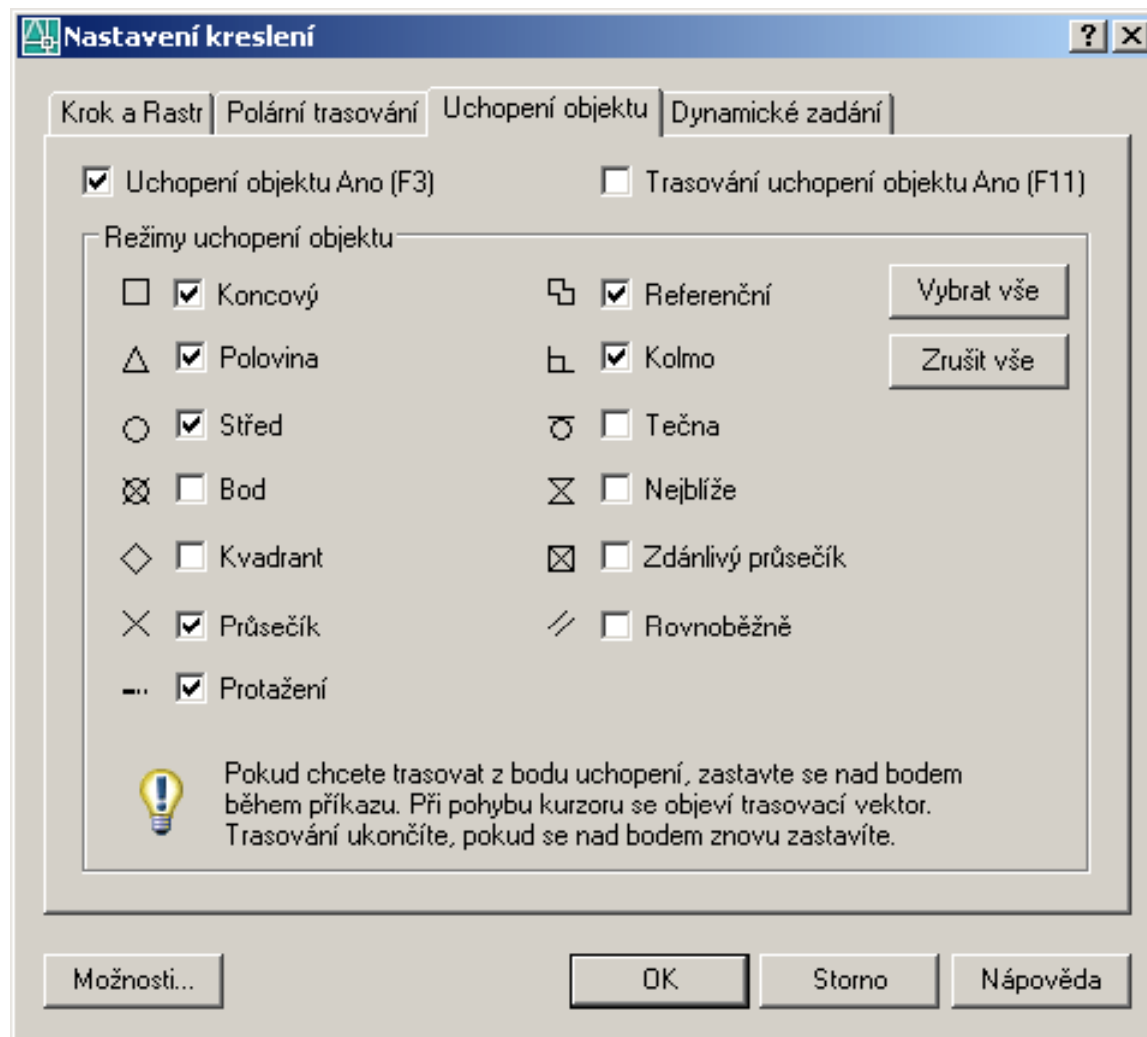 Nastavení kreslení
Krok a Rastr
Polární trasování
Uchopení objektu
Dynamické zadání
Uchopení objektu Ano (F3)
Trasování uchopení objektu Ano (F11)
Režimy uchopení objektu
Koncový
Referenční
Vybrat vše
Polovina
Kolmo
Zrušit vše
Střed
Tečna
Bod
Nejblíže
Kvadrant
Zdánlivý průsečík
Průsečík
Rovnoběžně
Protažení
Pokud chcete trasovat z bodu uchopení, zastavte se nad bodem
během příkazu. Při pohybu kurzoru se objeví trasovací vektor.
Trasování ukončíte, pokud se nad bodem znovu zastavíte.
Možnosti...
OK
Storno
Nápověda